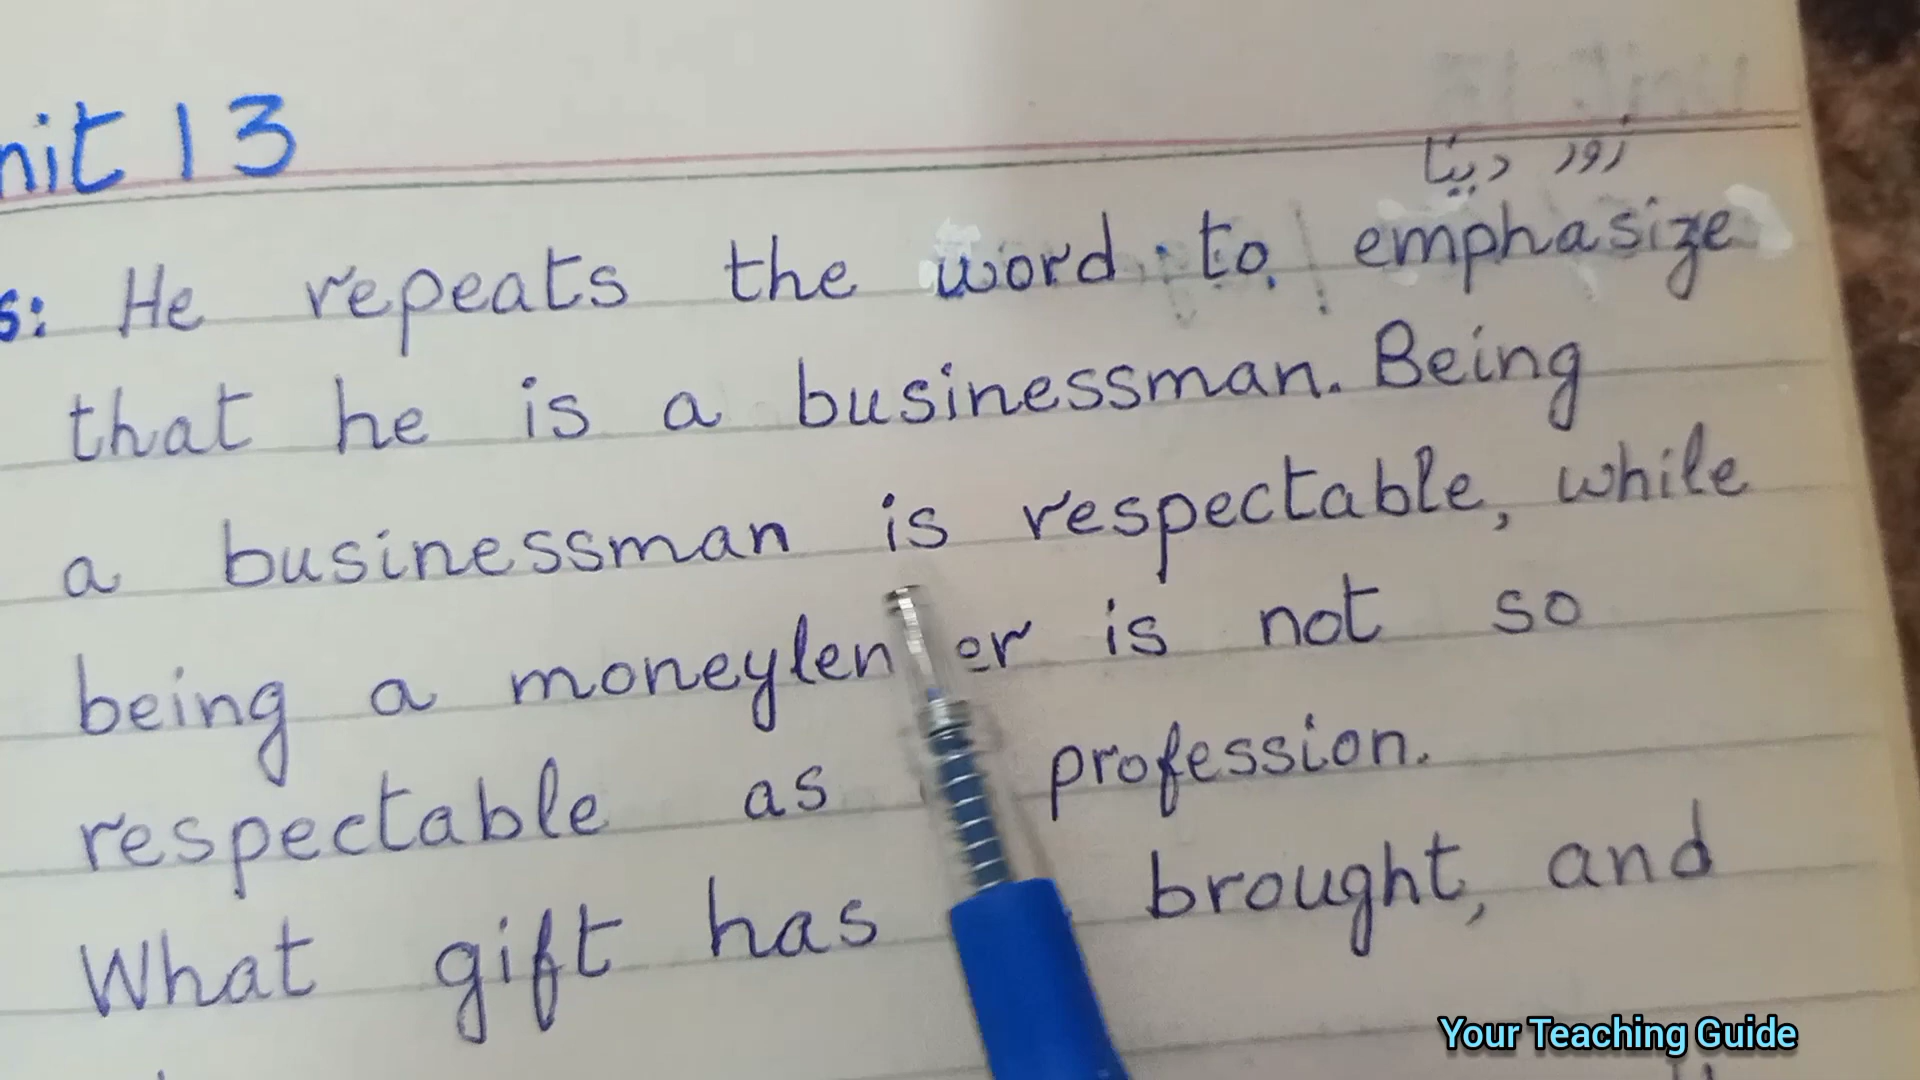 nit 13
زور دینا
s: He repeats the word to emphasize
that he is a businessman. Being
a businessman is respectable, while
being a moneylen er is not so
respectable as profession.
What gift has brought, and
Your Teaching Guide